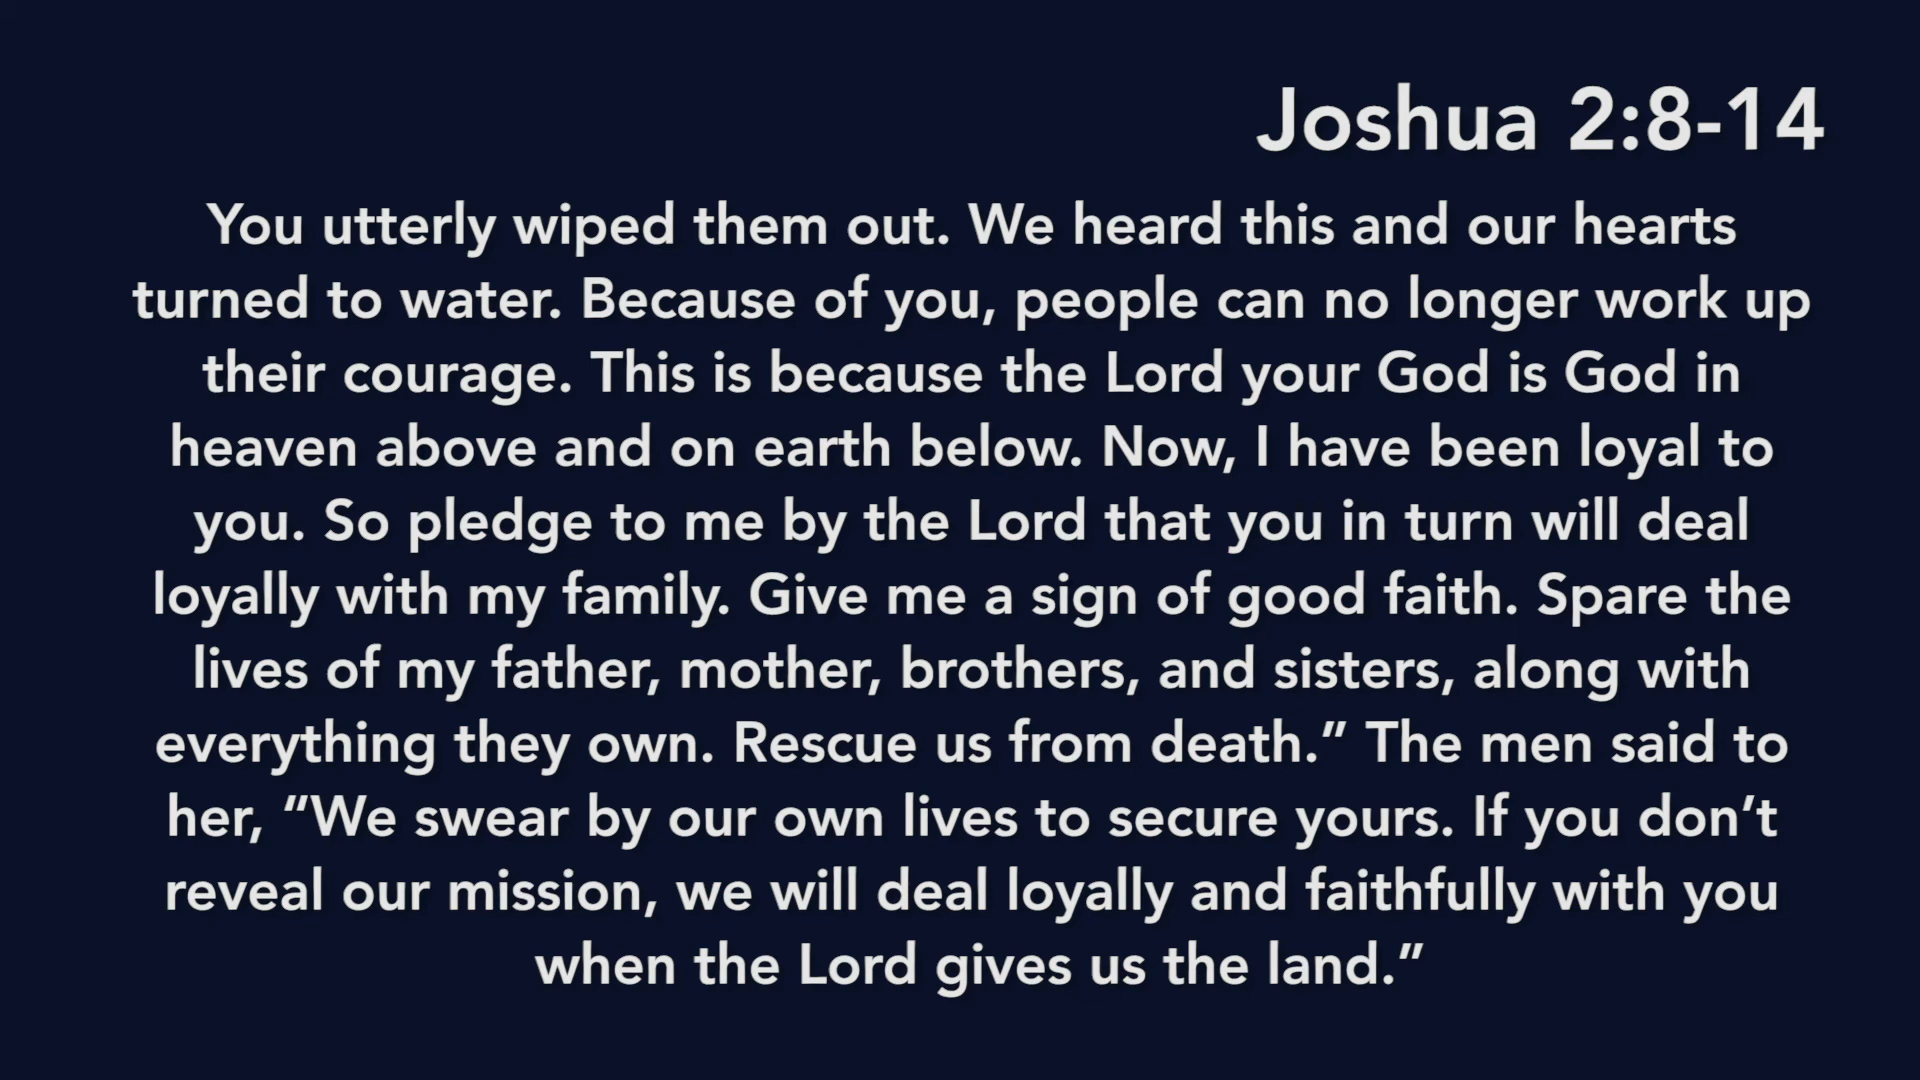 Joshua 2:8-14
You utterly wiped them out. We heard this and our hearts
turned to water. Because of you, people can no longer work up
their courage. This is because the Lord your God is God in
heaven above and on earth below. Now, I have been loyal to
you. So pledge to me by the Lord that you in turn will deal
loyally with my family. Give me a sign of good faith. Spare the
lives of my father, mother, brothers, and sisters, along with
everything they own. Rescue us from death.” The men said to
her, “We swear by our own lives to secure yours. If you don’t
reveal our mission, we will deal loyally and faithfully with you
when the Lord gives us the land.”